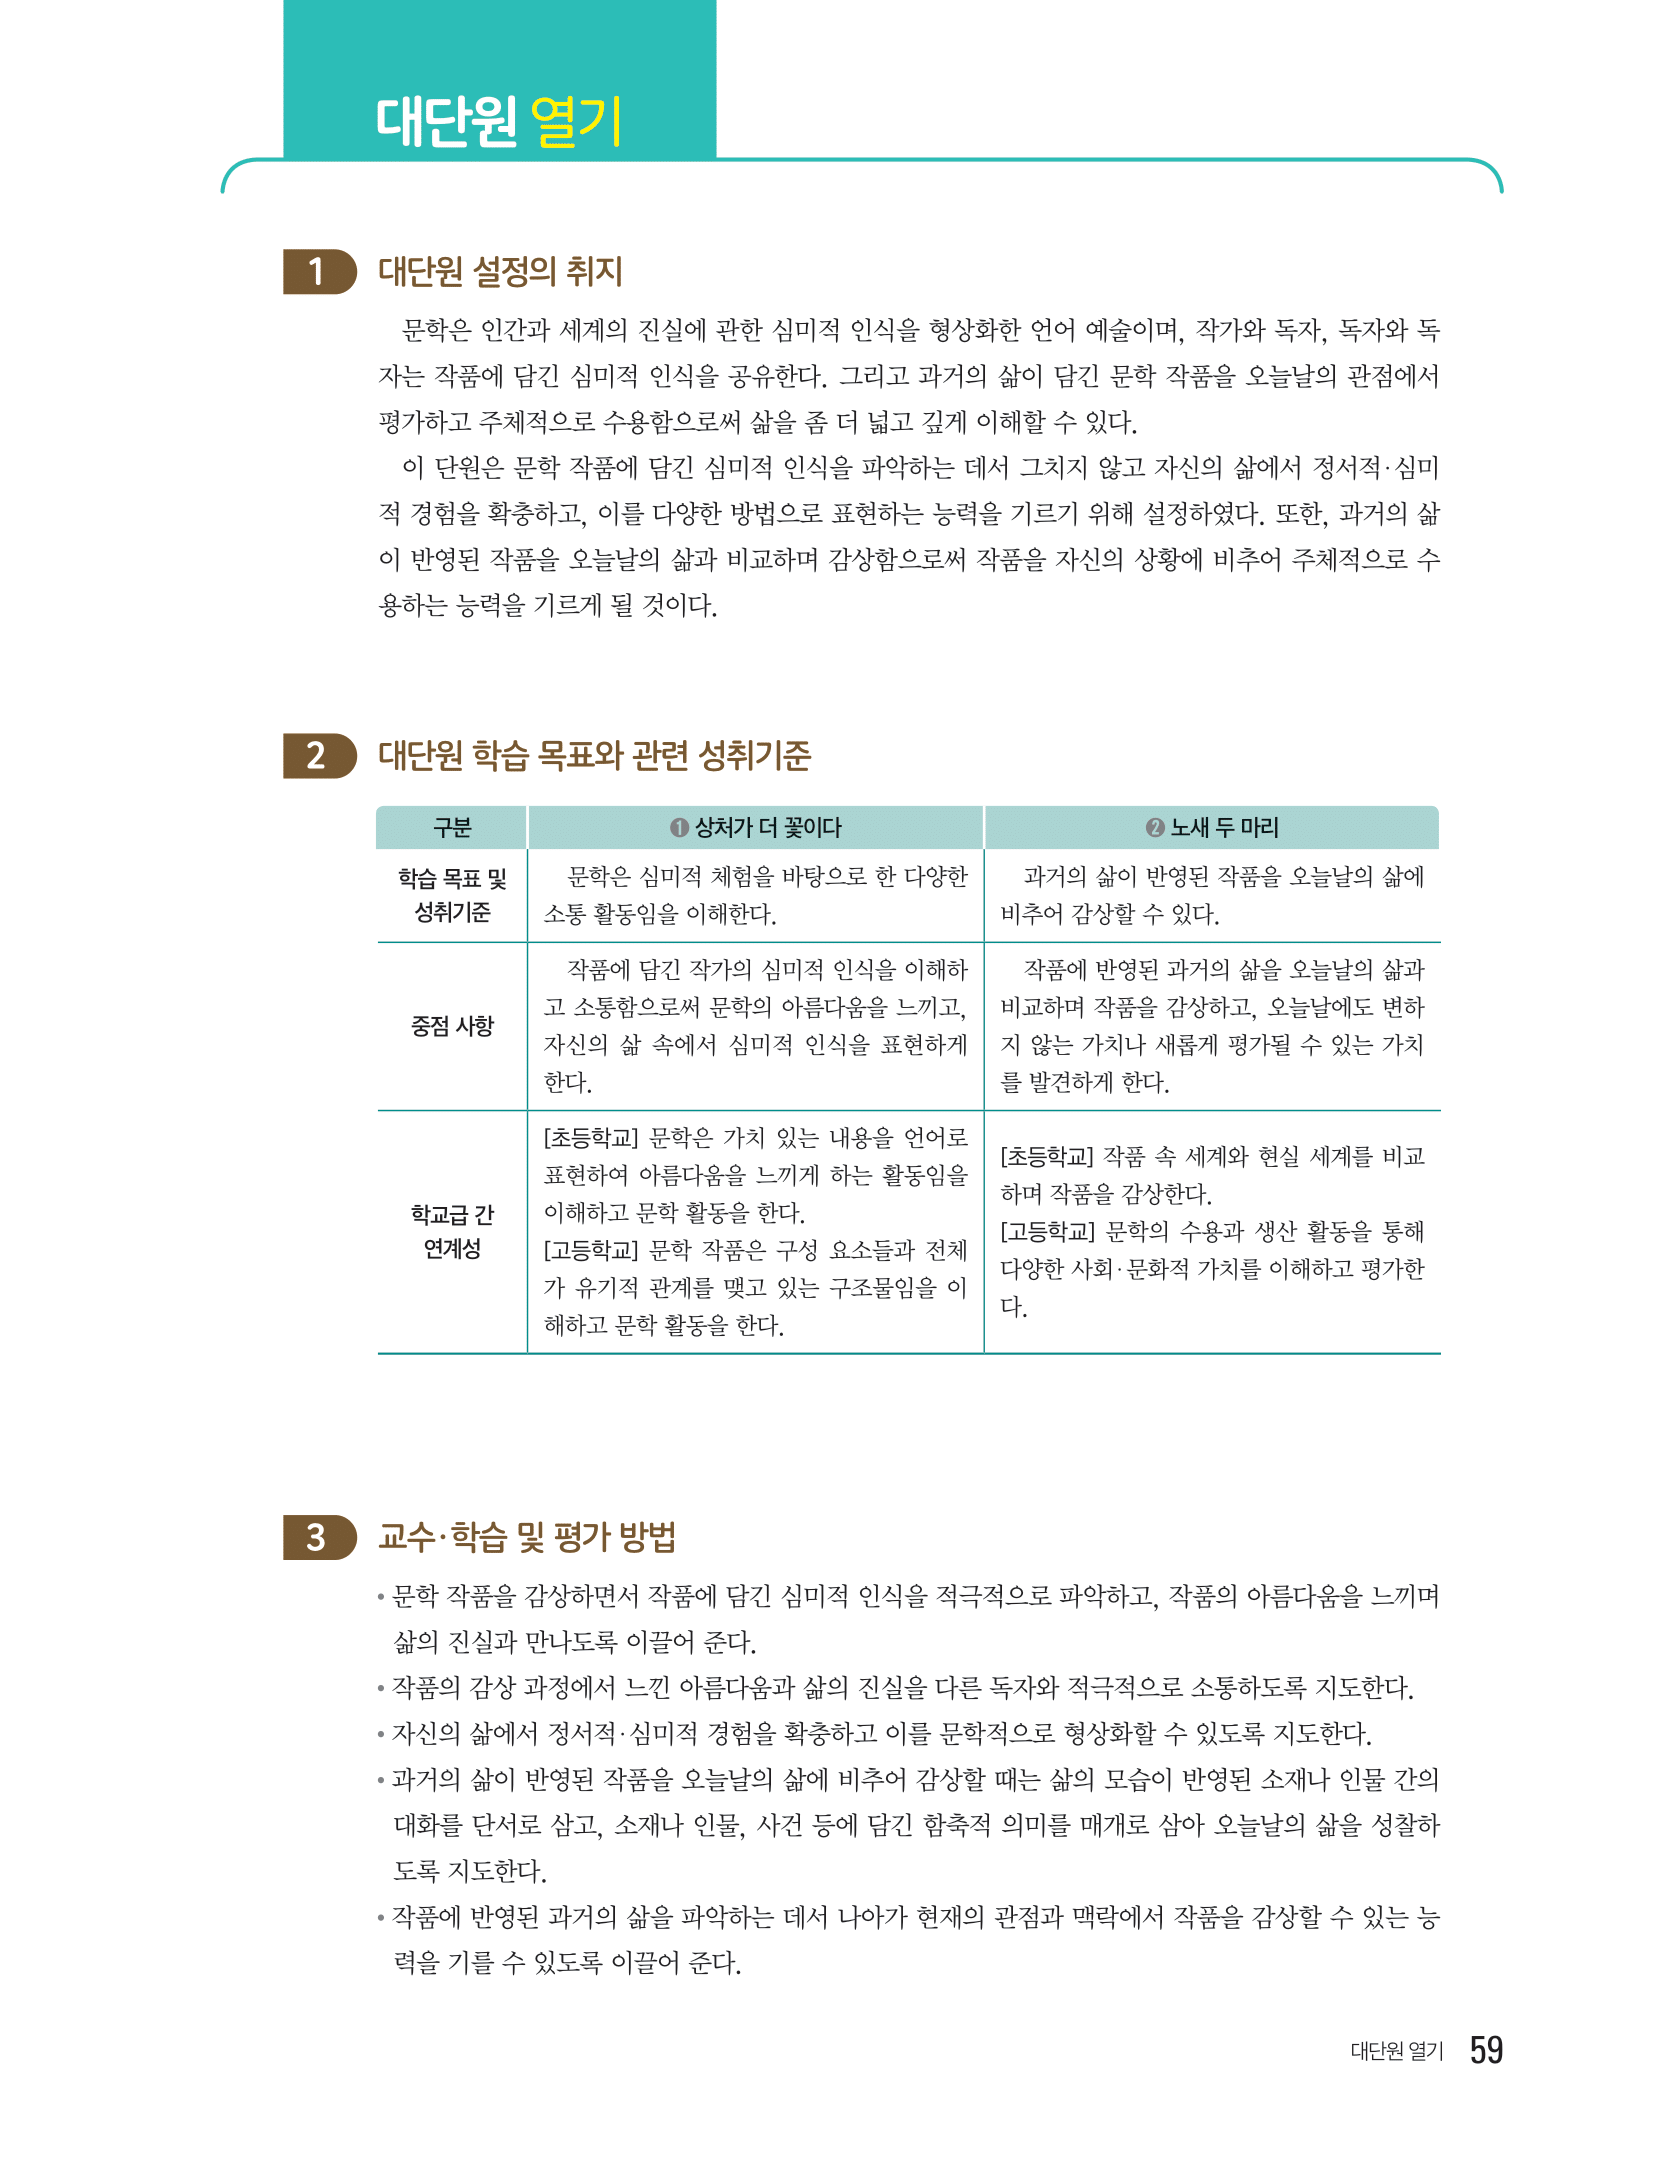 대단원 열기
1 대단원 설정의 취지
문학은 인간과 세계의 진실에 관한 심미적 인식을 형상화한 언어 예술이며, 작가와 독자, 독자와 독
자는 작품에 담긴 심미적 인식을 공유한다. 그리고 과거의 삶이 담긴 문학 작품을 오늘날의 관점에서
평가하고 주체적으로 수용함으로써 삶을 좀 더 넓고 깊게 이해할 수 있다.
이 단원은 문학 작품에 담긴 심미적 인식을 파악하는 데서 그치지 않고 자신의 삶에서 정서적·심미
적 경험을 확충하고, 이를 다양한 방법으로 표현하는 능력을 기르기 위해 설정하였다. 또한, 과거의 삶
이 반영된 작품을 오늘날의 삶과 비교하며 감상함으로써 작품을 자신의 상황에 비추어 주체적으로 수
용하는 능력을 기르게 될 것이다.
2 대단원 학습 목표와 관련 성취기준
구분
❶ 상처가 더 꽃이다
❷ 노새 두 마리
학습 목표 및
성취기준
문학은 심미적 체험을 바탕으로 한 다양한
소통 활동임을 이해한다.
과거의 삶이 반영된 작품을 오늘날의 삶에
비추어 감상할 수 있다.
중점 사항
작품에 담긴 작가의 심미적 인식을 이해하
고 소통함으로써 문학의 아름다움을 느끼고,
자신의 삶 속에서 심미적 인식을 표현하게
한다.
작품에 반영된 과거의 삶을 오늘날의 삶과
비교하며 작품을 감상하고, 오늘날에도 변하
지 않는 가치나 새롭게 평가될 수 있는 가치
를 발견하게 한다.
학교급 간
연계성
[초등학교] 문학은 가치 있는 내용을 언어로
표현하여 아름다움을 느끼게 하는 활동임을
이해하고 문학 활동을 한다.
[고등학교] 문학 작품은 구성 요소들과 전체
가 유기적 관계를 맺고 있는 구조물임을 이
해하고 문학 활동을 한다.
[초등학교] 작품 속 세계와 현실 세계를 비교
하며 작품을 감상한다.
[고등학교] 문학의 수용과 생산 활동을 통해
다양한 사회·문화적 가치를 이해하고 평가한
다.
3 교수·학습 및 평가 방법
• 문학 작품을 감상하면서 작품에 담긴 심미적 인식을 적극적으로 파악하고, 작품의 아름다움을 느끼며
삶의 진실과 만나도록 이끌어 준다.
• 작품의 감상 과정에서 느낀 아름다움과 삶의 진실을 다른 독자와 적극적으로 소통하도록 지도한다.
• 자신의 삶에서 정서적·심미적 경험을 확충하고 이를 문학적으로 형상화할 수 있도록 지도한다.
• 과거의 삶이 반영된 작품을 오늘날의 삶에 비추어 감상할 때는 삶의 모습이 반영된 소재나 인물 간의
대화를 단서로 삼고, 소재나 인물, 사건 등에 담긴 함축적 의미를 매개로 삼아 오늘날의 삶을 성찰하
도록 지도한다.
• 작품에 반영된 과거의 삶을 파악하는 데서 나아가 현재의 관점과 맥락에서 작품을 감상할 수 있는 능
력을 기를 수 있도록 이끌어 준다.
대단원 열기 59